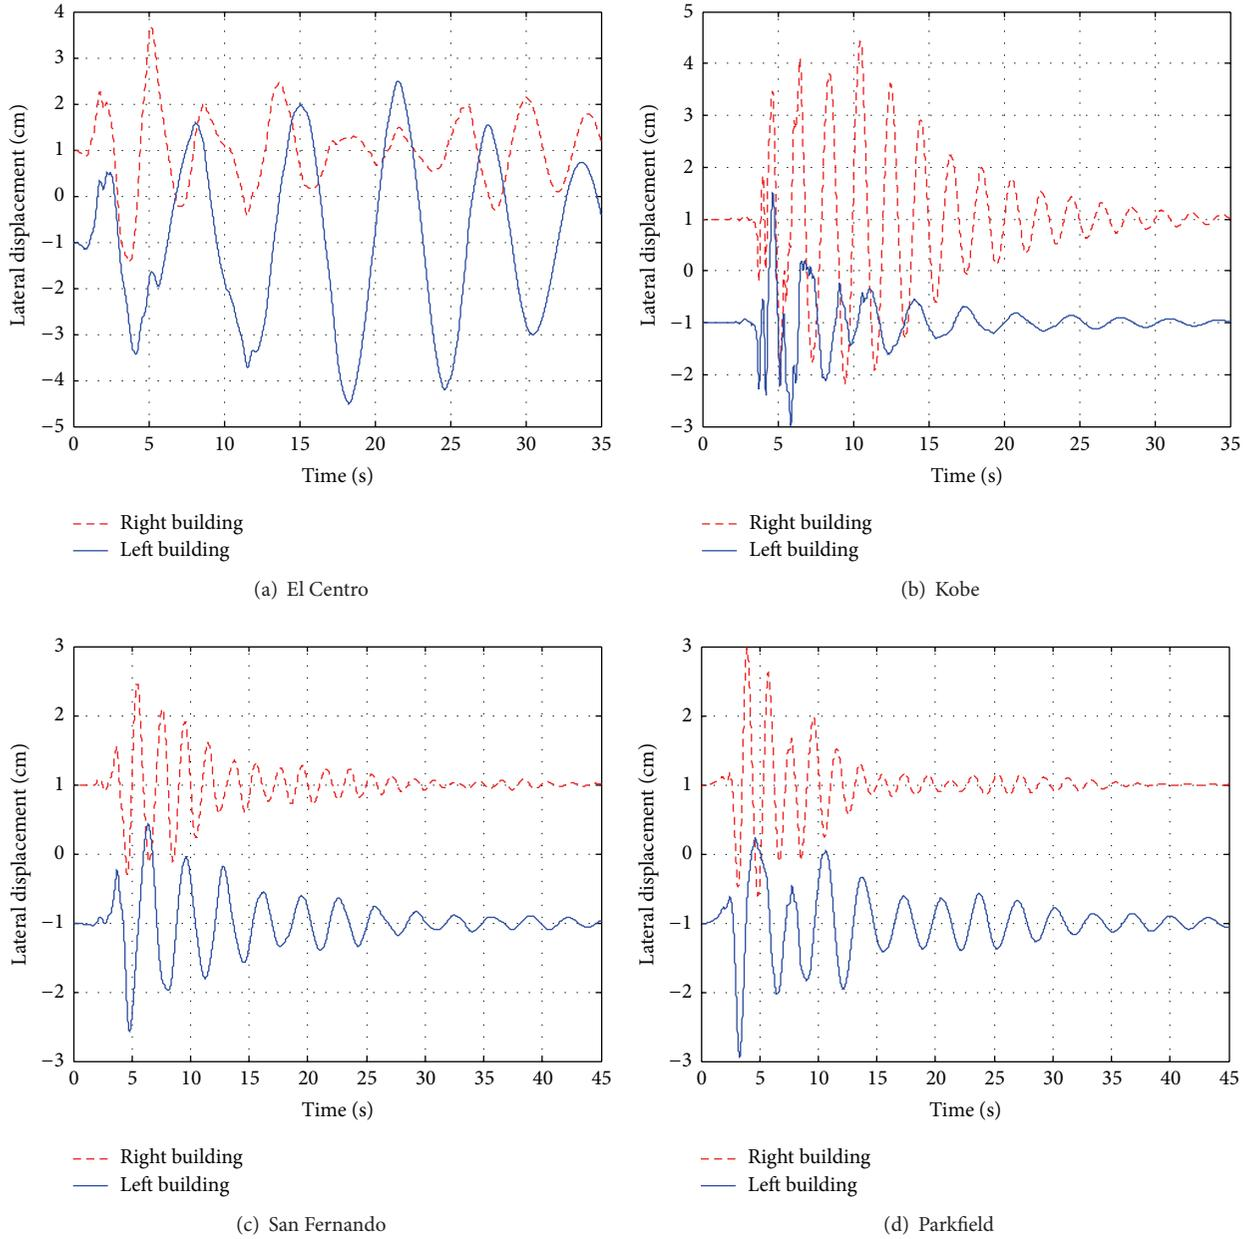 4
3
2
1
0
−1
−2
−3
−4
−5
Lateral displacement (cm)
0 5 10 15 20 25 30 35
Time (s)
Right building
Left building
(a) El Centro
5
4
3
2
1
0
−1
−2
−3
Lateral displacement (cm)
0 5 10 15 20 25 30 35
Time (s)
Right building
Left building
(b) Kobe
3
2
1
0
−1
−2
−3
Lateral displacement (cm)
0 5 10 15 20 25 30 35 40 45
Time (s)
Right building
Left building
(c) San Fernando
3
2
1
0
−1
−2
−3
Lateral displacement (cm)
0 5 10 15 20 25 30 35 40 45
Time (s)
Right building
Left building
(d) Parkfield